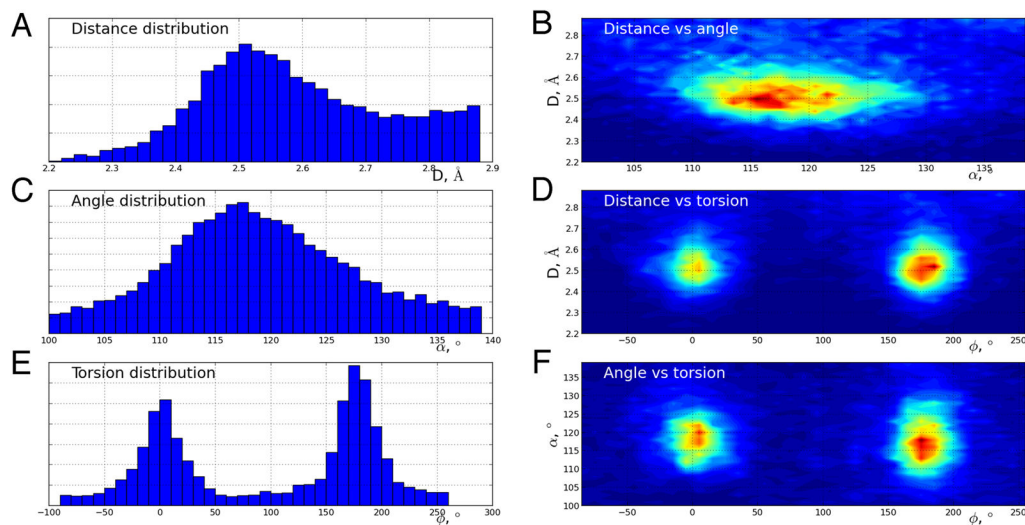 A
Distance distribution
2.2 2.3 2.4 2.5 2.6 2.7 2.8 2.9
D, Å
B
Distance vs angle
D, Å
2.8
2.7
2.6
2.5
2.4
2.3
2.2
105 110 115 120 125 130 135
α, °
C
Angle distribution
100 105 110 115 120 125 130 135 140
α, °
D
Distance vs torsion
D, Å
2.8
2.7
2.6
2.5
2.4
2.3
2.2
−50 0 50 100 150 200 250
ϕ, °
E
Torsion distribution
−100 −50 0 50 100 150 200 250 300
ϕ, °
F
Angle vs torsion
α, °
135
130
125
120
115
110
105
100
−50 0 50 100 150 200 250
ϕ, °